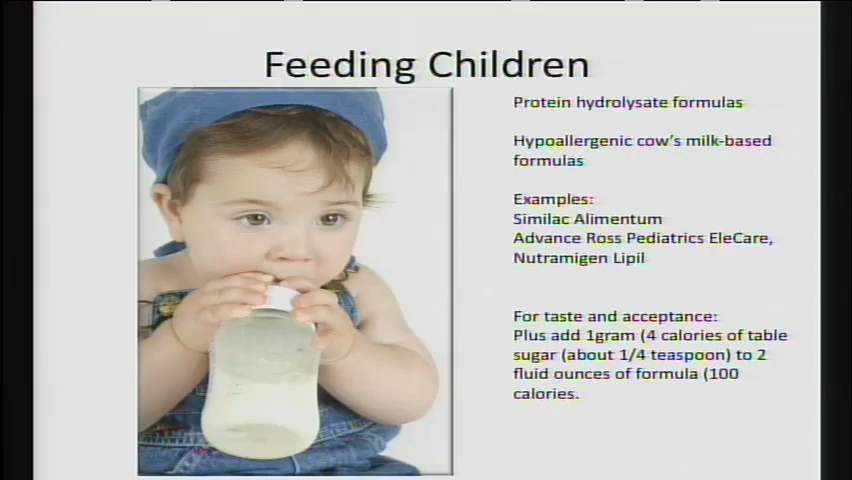 Feeding Children
Protein hydrolysate formulas
Hypoallergenic cow's milk-based
formulas
Examples:
Similac Alimentum
Advance Ross Pediatrics EleCare,
Nutramigen Lipil
For taste and acceptance:
Plus add 1gram (4 calories of table
sugar (about 1/4 teaspoon) to 2
fluid ounces of formula (100
calories.